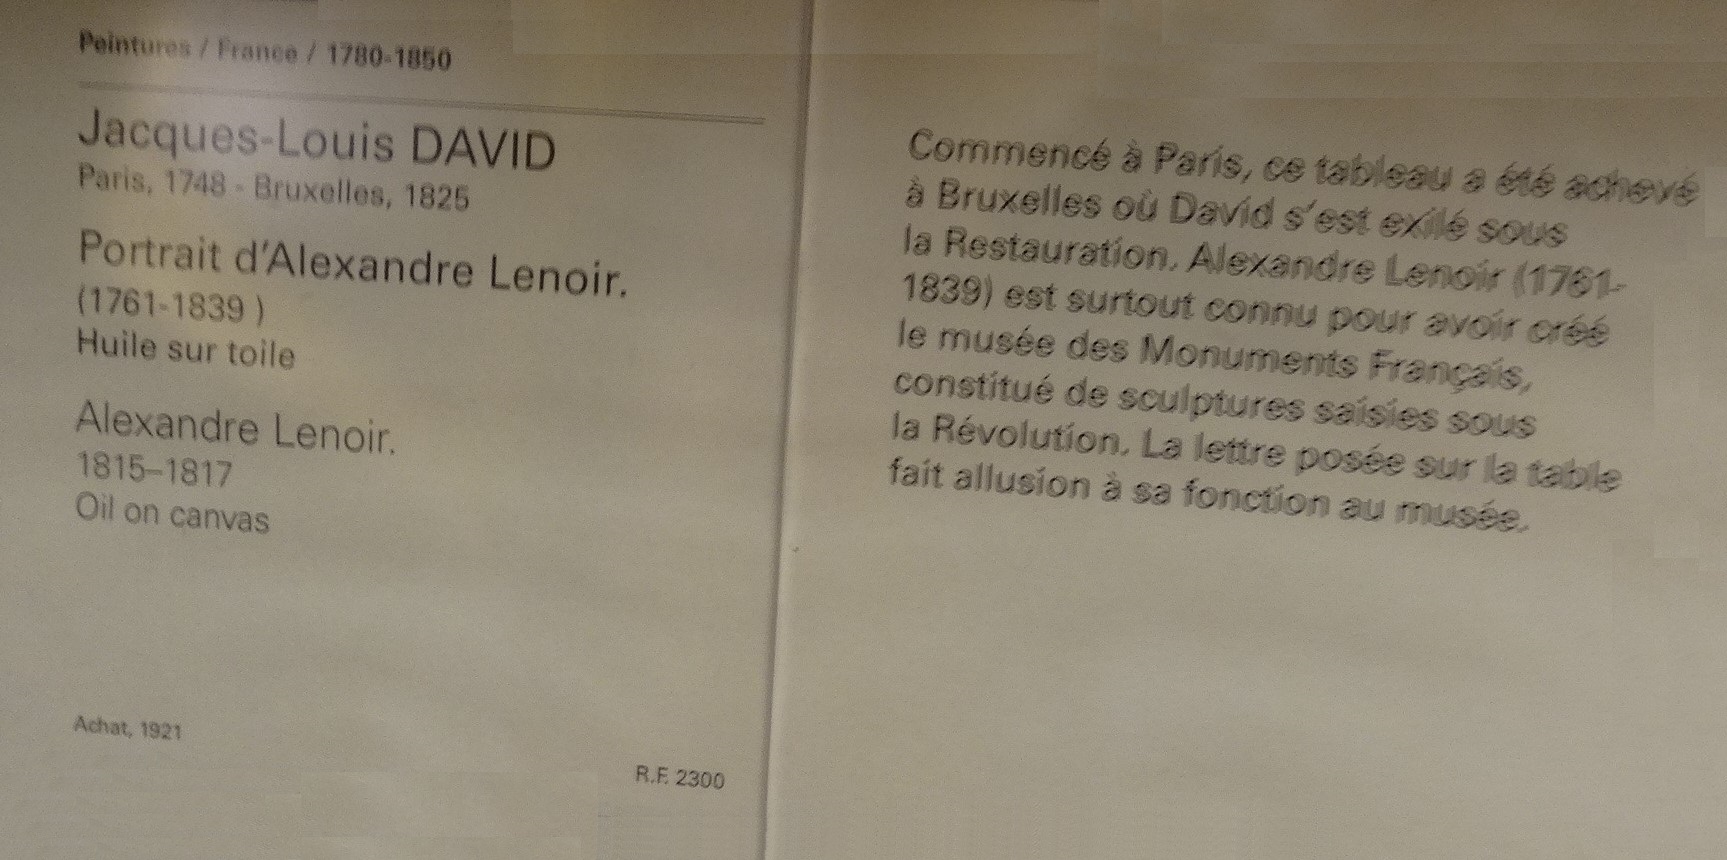 Peintures / France / 1780-1850
Jacques-Louis DAVID
Paris, 1748 - Bruxelles, 1825
Portrait d'Alexandre Lenoir.
(1761-1839 )
Huile sur toile
Alexandre Lenoir.
1815–1817
Oil on canvas
Achat, 1921
R.F. 2300
Commencé à Paris, ce tableau a été achevé
à Bruxelles où David s'est exilé sous
la Restauration. Alexandre Lenoir (1761-
1839) est surtout connu pour avoir créé
le musée des Monuments Français,
constitué de sculptures saisies sous
la Révolution. La lettre posée sur la table
fait allusion à sa fonction au musée.